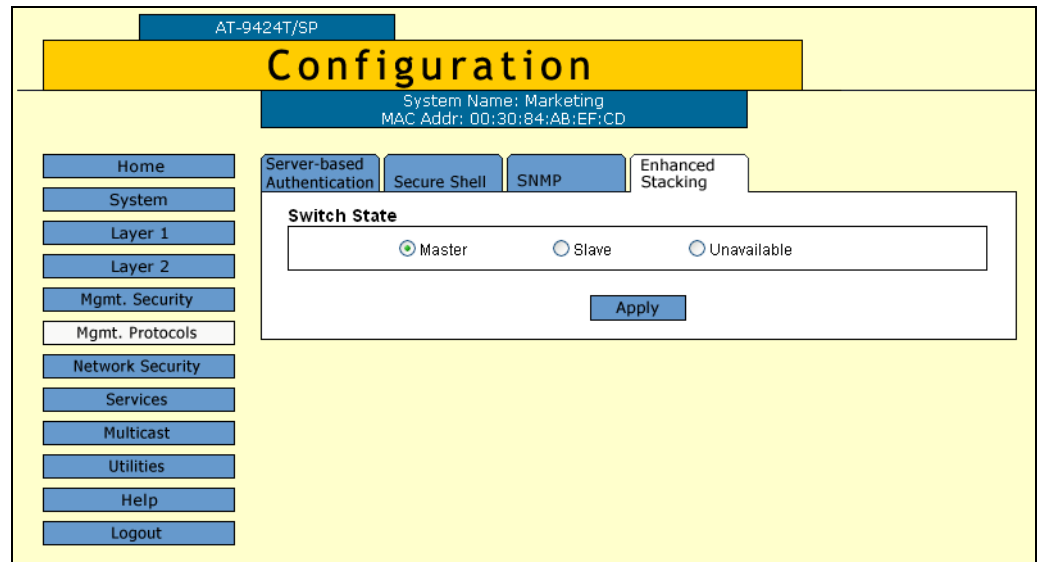 AT-9424T/SP
Configuration
System Name: Marketing
MAC Addr: 00:30:84:AB:EF:CD
Home
System
Layer 1
Layer 2
Mgmt. Security
Mgmt. Protocols
Network Security
Services
Multicast
Utilities
Help
Logout
Server-based
Authentication
Secure Shell
SNMP
Enhanced
Stacking
Switch State
Master
Slave
Unavailable
Apply